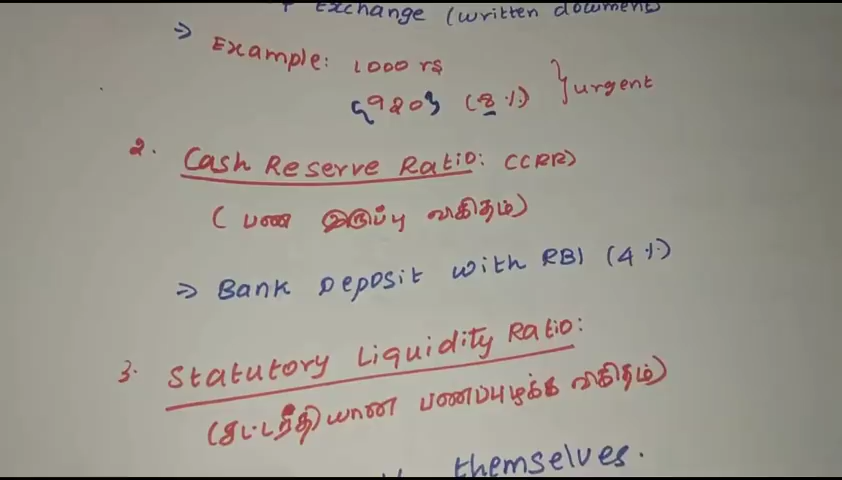 Exchange (written document)
⇒ Example: 1000 rs
{920} (8%) } urgent
2. Cash Reserve Ratio: (CRR)
(பண இருப்பு விகிதம்)
⇒ Bank Deposit with RBI (4%)
3. Statutory Liquidity Ratio:
(சட்டரீதியான பணப்புழக்க விகிதம்)
themselves.